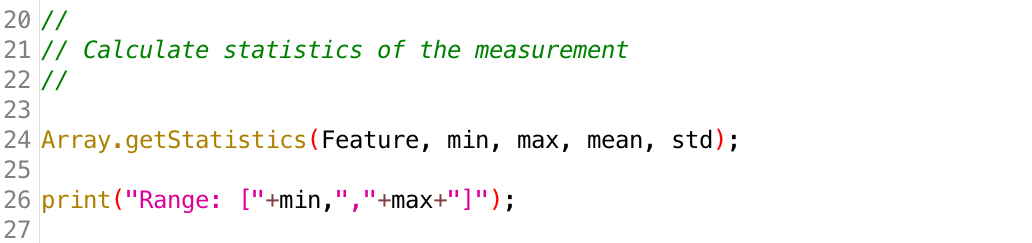 20 //
21 // Calculate statistics of the measurement
22 //
23
24 Array.getStatistics(Feature, min, max, mean, std);
25
26 print("Range: ["+min,","+max+"]");
27